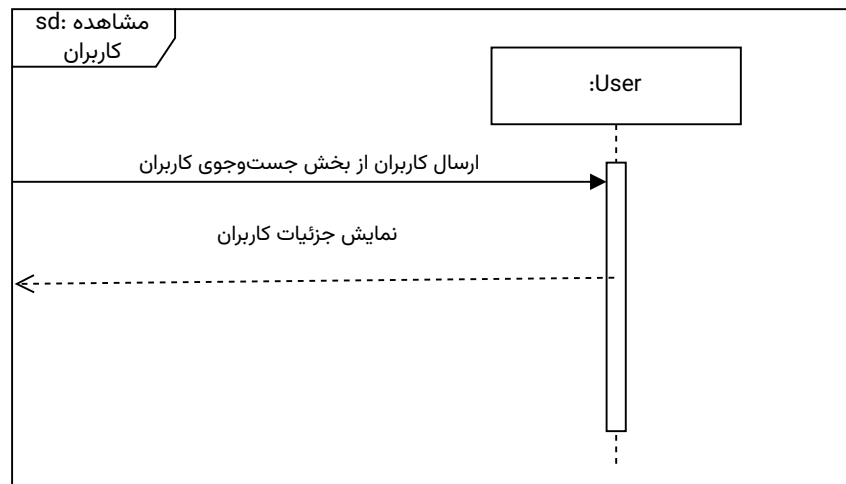 sd: مشاهده
کاربران
:User
ارسال کاربران از بخش جست‌وجوی کاربران
نمایش جزئیات کاربران